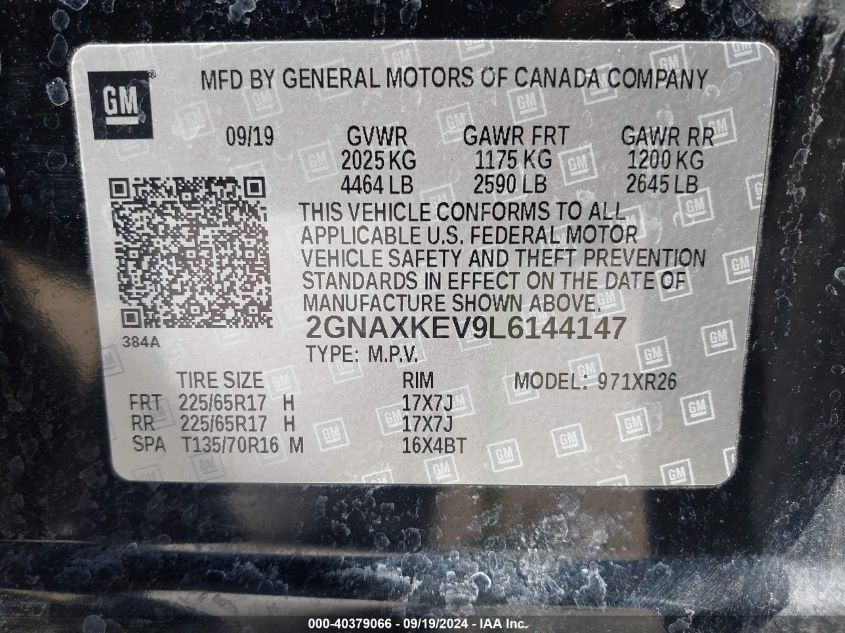 GM
MFD BY GENERAL MOTORS OF CANADA COMPANY
09/19 GVWR GAWR FRT GAWR RR
2025 KG 1175 KG 1200 KG
4464 LB 2590 LB 2645 LB
THIS VEHICLE CONFORMS TO ALL
APPLICABLE U.S. FEDERAL MOTOR
VEHICLE SAFETY AND THEFT PREVENTION
STANDARDS IN EFFECT ON THE DATE OF
MANUFACTURE SHOWN ABOVE.
384A
2GNAXKEV9L6144147
TYPE: M.P.V.
TIRE SIZE RIM MODEL: 971XR26
FRT 225/65R17 H 17X7J
RR 225/65R17 H 17X7J
SPA T135/70R16 M 16X4BT
000-40379066 - 09/19/2024 - IAA, Inc.